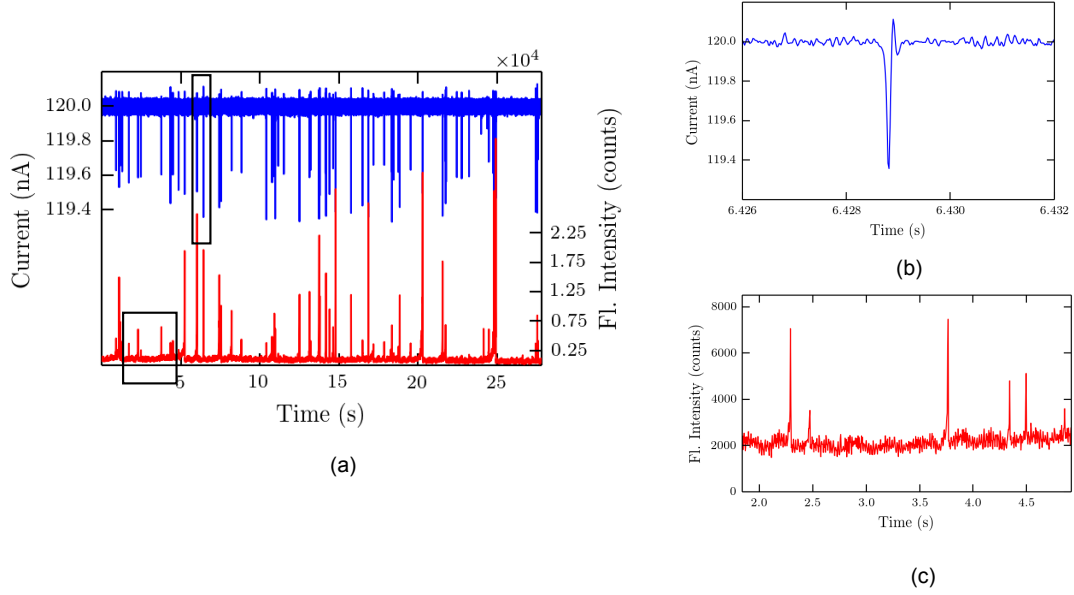 ×10⁴
120.0
119.8
119.6
119.4
Current (nA)
2.25
1.75
1.25
0.75
0.25
Fl. Intensity (counts)
5 10 15 20 25
Time (s)
(a)
120.0
119.8
119.6
119.4
Current (nA)
6.426 6.428 6.430 6.432
Time (s)
(b)
8000
6000
4000
2000
0
Fl. Intensity (counts)
2.0 2.5 3.0 3.5 4.0 4.5
Time (s)
(c)